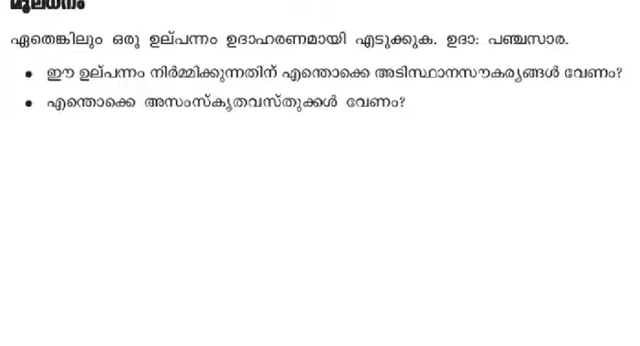 മൂലധനം
ഏതെങ്കിലും ഒരു ഉല്പന്നം ഉദാഹരണമായി എടുക്കുക. ഉദാ: പഞ്ചസാര.
• ഈ ഉല്പന്നം നിർമ്മിക്കുന്നതിന് എന്തൊക്കെ അടിസ്ഥാനസൗകര്യങ്ങൾ വേണം?
• എന്തൊക്കെ അസംസ്കൃതവസ്തുക്കൾ വേണം?